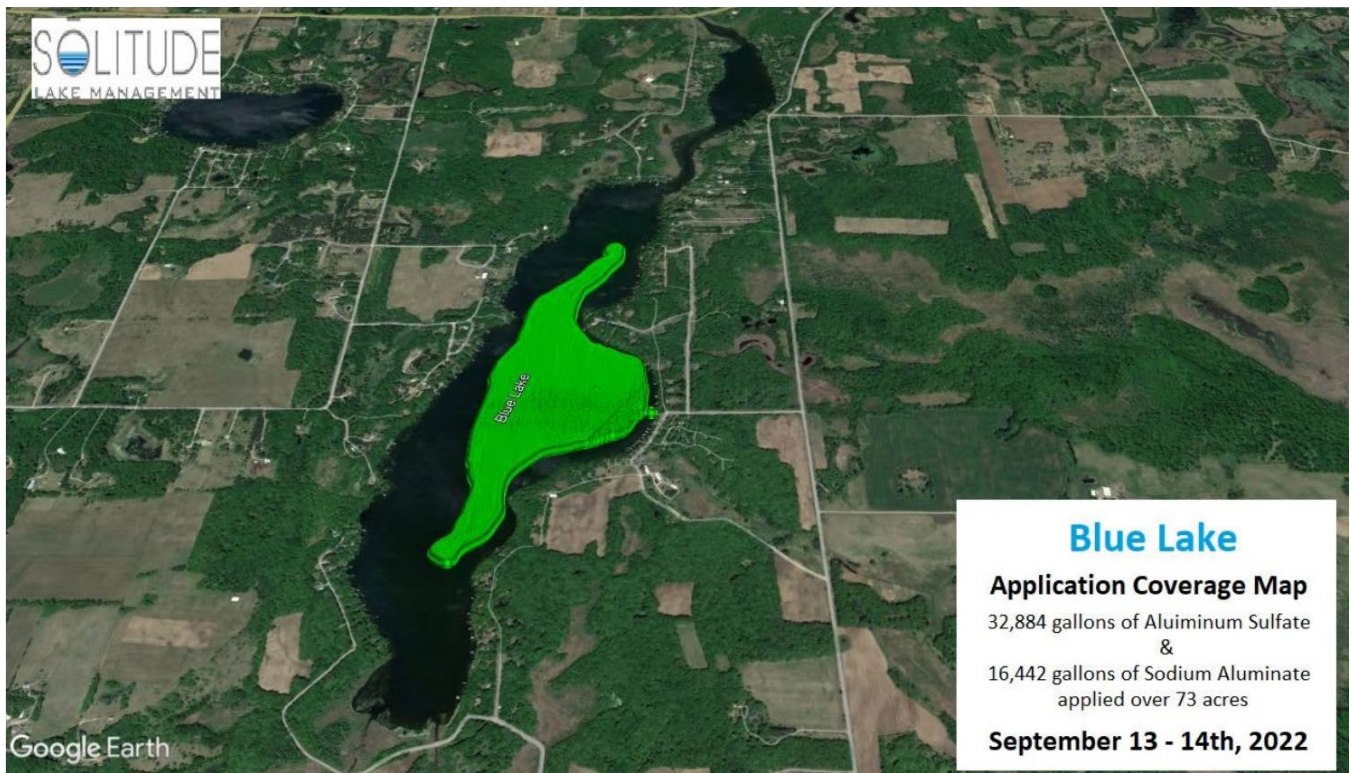 SOLITUDE
LAKE MANAGEMENT
Blue Lake
Blue Lake
Application Coverage Map
32,884 gallons of Aluiminum Sulfate
&
16,442 gallons of Sodium Aluminate
applied over 73 acres
September 13 - 14th, 2022
Google Earth